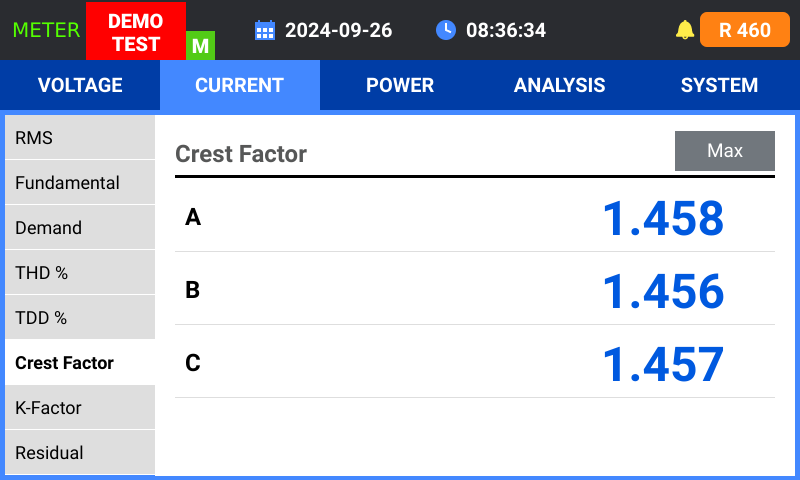 METER
DEMO
TEST
M
2024-09-26
08:36:34
R 460
VOLTAGE
CURRENT
POWER
ANALYSIS
SYSTEM
RMS
Fundamental
Demand
THD %
TDD %
Crest Factor
K-Factor
Residual
Crest Factor
Max
A
1.458
B
1.456
C
1.457